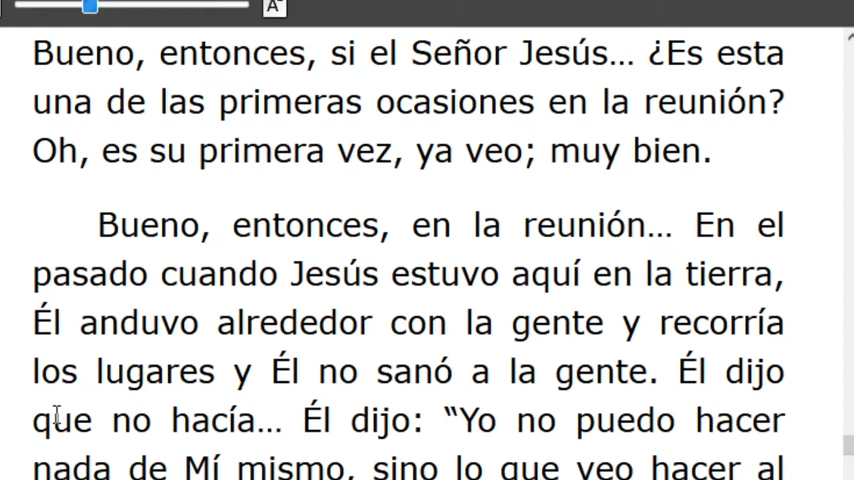 A
Bueno, entonces, si el Señor Jesús... ¿Es esta
una de las primeras ocasiones en la reunión?
Oh, es su primera vez, ya veo; muy bien.
Bueno, entonces, en la reunión... En el
pasado cuando Jesús estuvo aquí en la tierra,
Él anduvo alrededor con la gente y recorría
los lugares y Él no sanó a la gente. Él dijo
que no hacía... Él dijo: “Yo no puedo hacer
nada de Mí mismo, sino lo que veo hacer al